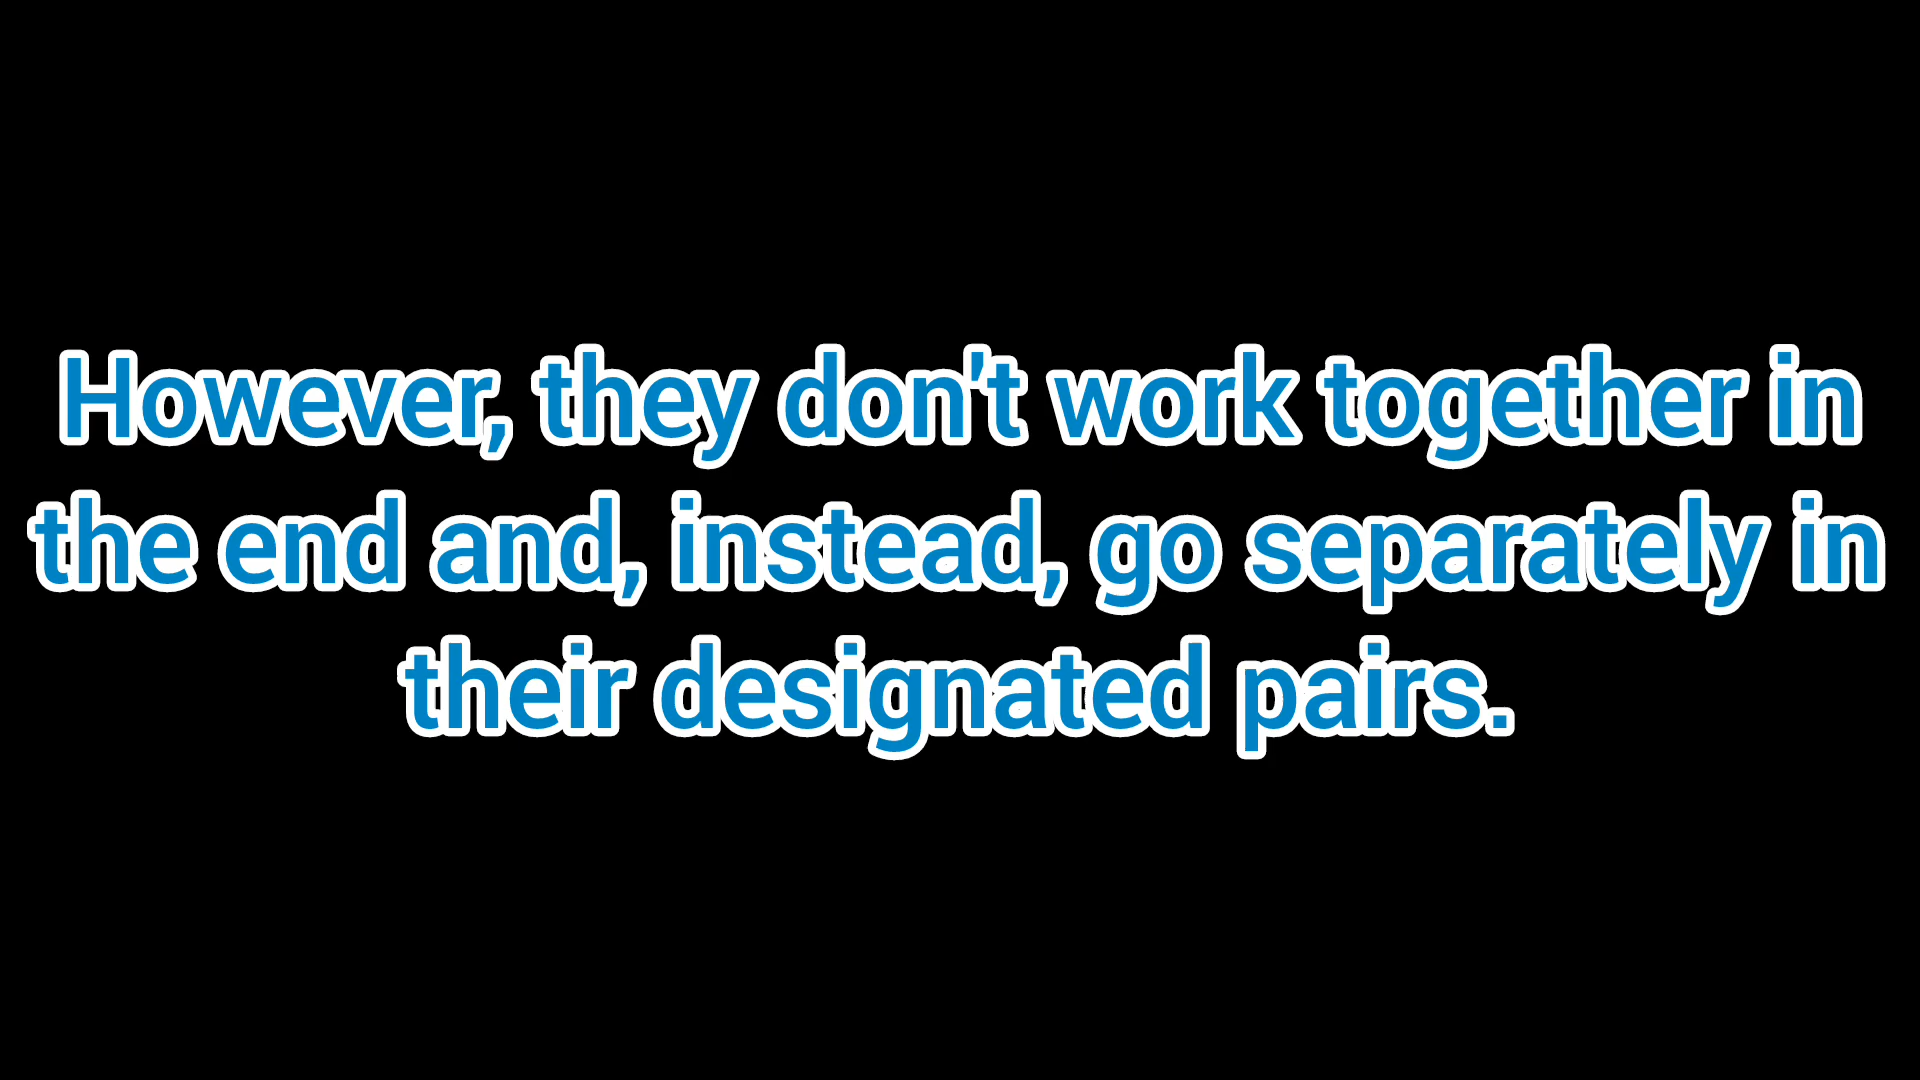 However, they don't work together in
the end and, instead, go separately in
their designated pairs.